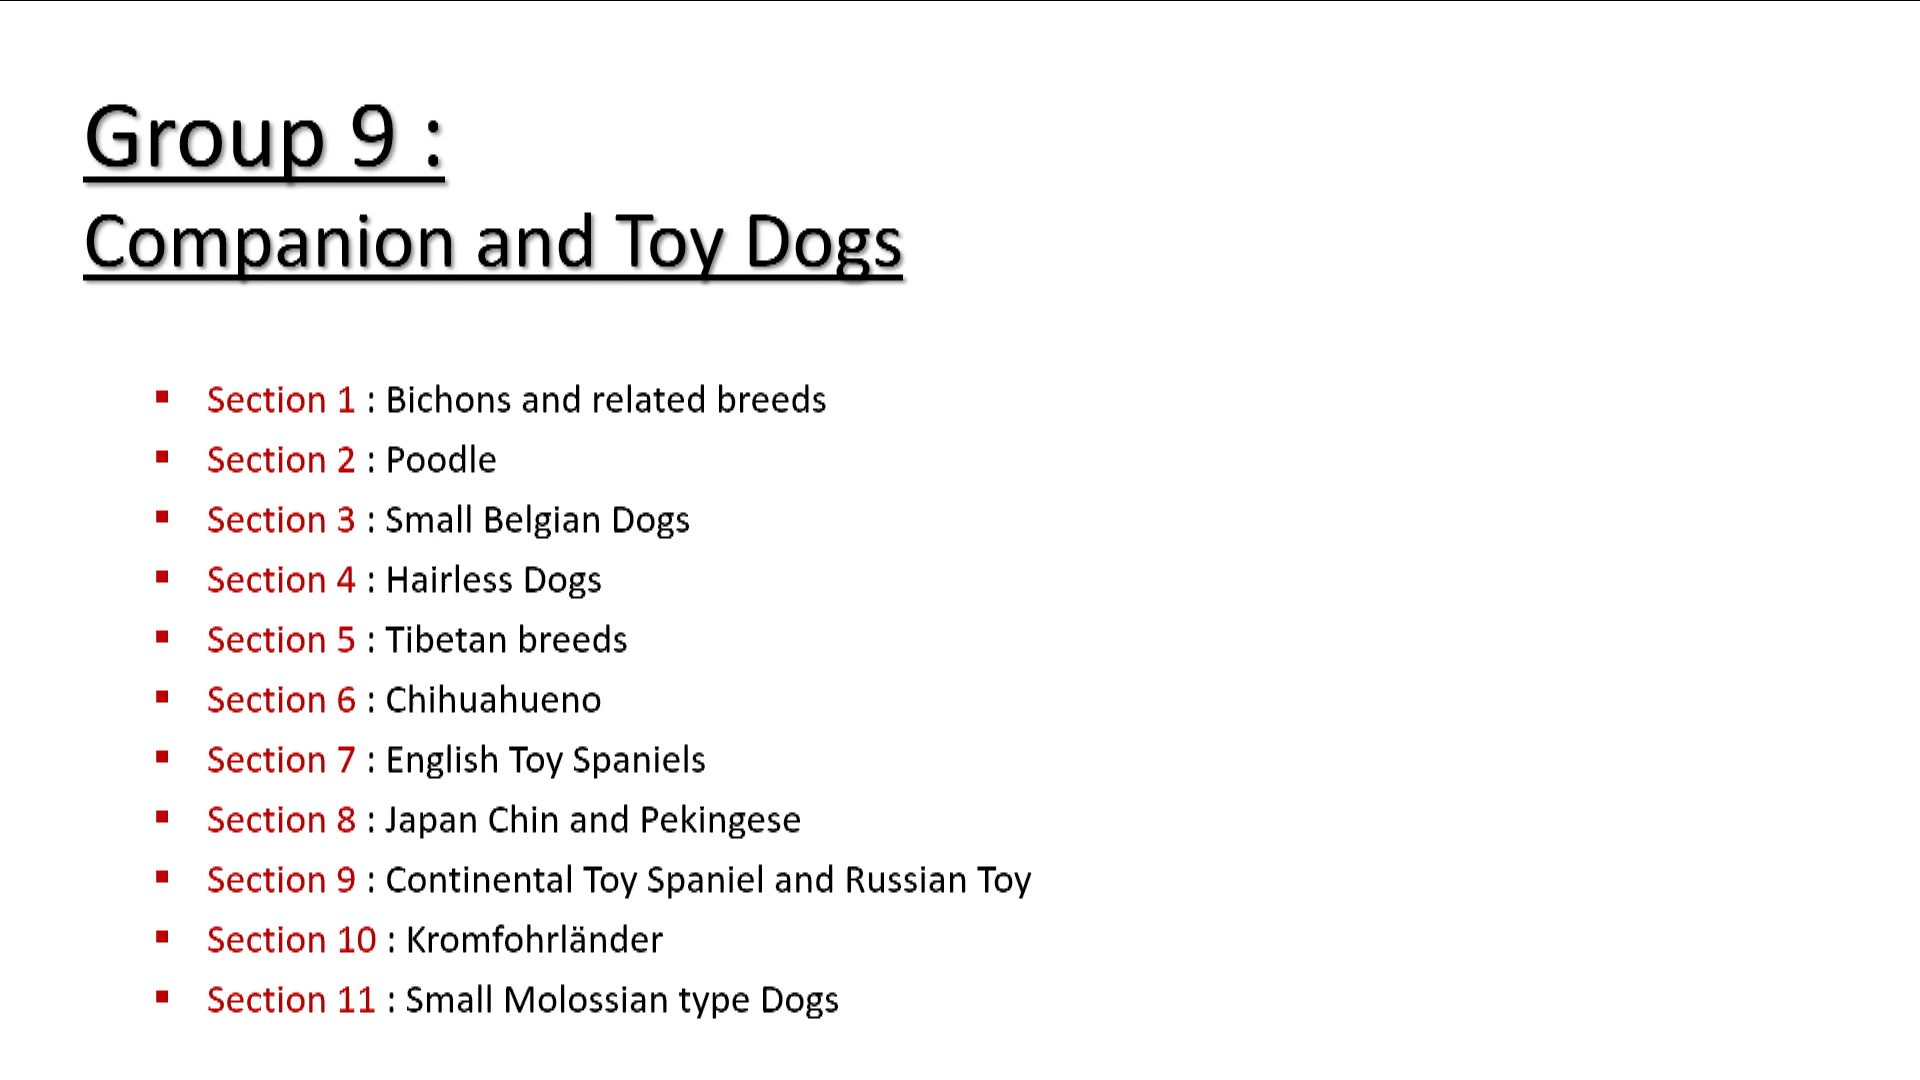 Group 9 :
Companion and Toy Dogs
▪ Section 1 : Bichons and related breeds
▪ Section 2 : Poodle
▪ Section 3 : Small Belgian Dogs
▪ Section 4 : Hairless Dogs
▪ Section 5 : Tibetan breeds
▪ Section 6 : Chihuahueno
▪ Section 7 : English Toy Spaniels
▪ Section 8 : Japan Chin and Pekingese
▪ Section 9 : Continental Toy Spaniel and Russian Toy
▪ Section 10 : Kromfohrländer
▪ Section 11 : Small Molossian type Dogs